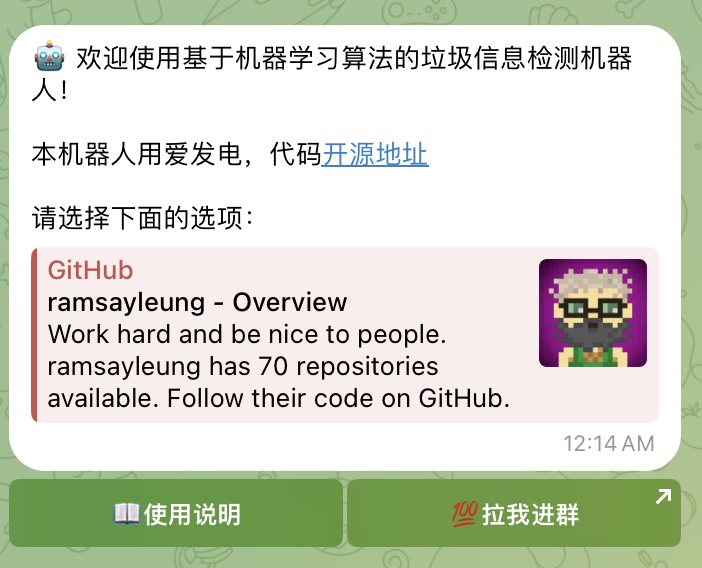 🤖 欢迎使用基于机器学习算法的垃圾信息检测机器
人！
本机器人用爱发电，代码开源地址
请选择下面的选项：
GitHub
ramsayleung - Overview
Work hard and be nice to people.
ramsayleung has 70 repositories
available. Follow their code on GitHub.
12:14 AM
📖使用说明
💯拉我进群